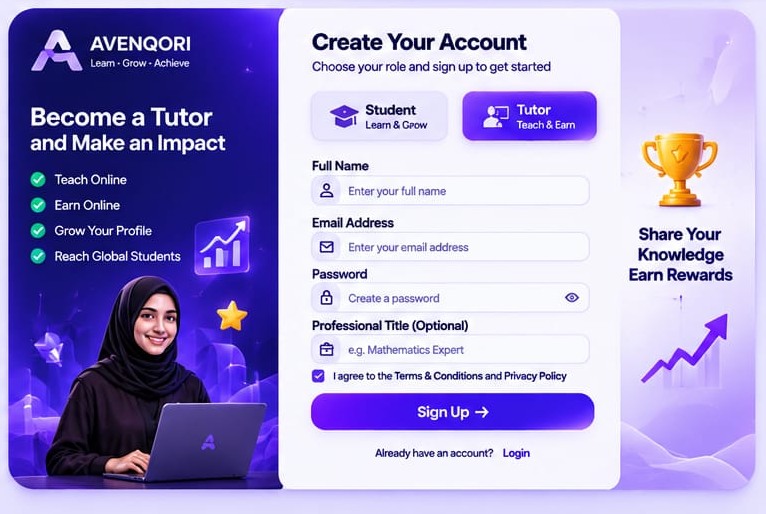 AVENQORI
Learn • Grow • Achieve
Become a Tutor
and Make an Impact
Teach Online
Earn Online
Grow Your Profile
Reach Global Students
Create Your Account
Choose your role and sign up to get started
Student
Learn & Grow
Tutor
Teach & Earn
Full Name
Enter your full name
Email Address
Enter your email address
Password
Create a password
Professional Title (Optional)
e.g. Mathematics Expert
I agree to the Terms & Conditions and Privacy Policy
Sign Up →
Already have an account? Login
Share Your
Knowledge
Earn Rewards